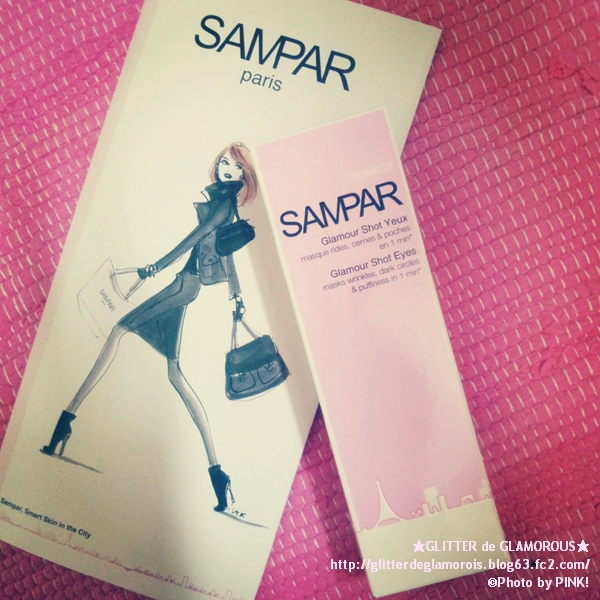 SAMPAR
paris
SAMPAR
Sampar, Smart Skin in the City
COSMAKEUP
SAMPAR
Glamour Shot Yeux
masque rides, cernes & poches
en 1 min*
Glamour Shot Eyes
masks wrinkles, dark circles
& puffiness in 1 min*
★GLITTER de GLAMOROUS★
http://glitterdeglamorois.blog63.fc2.com/
©Photo by PINK!